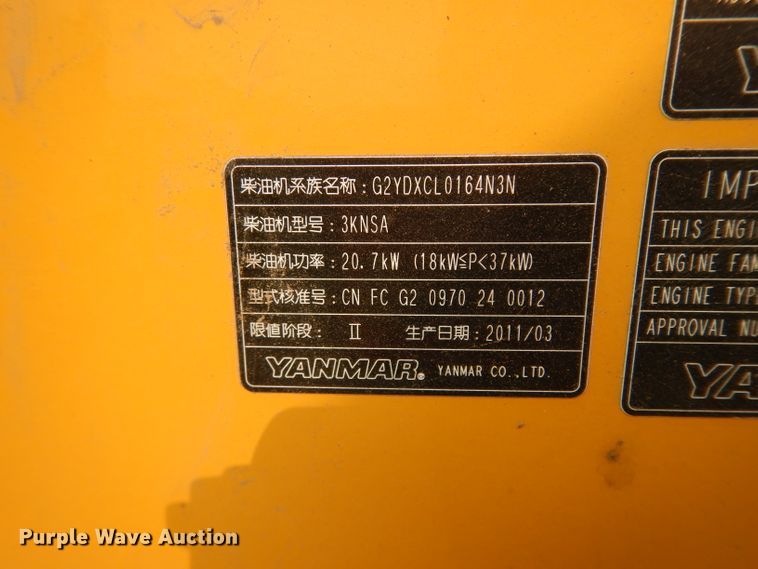 柴油机系族名称: G2YDXCL0164N3N
柴油机型号: 3KNSA
柴油机功率: 20.7kW (18kW≦P<37kW)
型式核准号: CN FC G2 0970 24 0012
限值阶段: Ⅱ 生产日期: 2011/03
YANMAR® YANMAR CO.,LTD.
IMP
THIS ENGI
ENGINE FAM
ENGINE TYP
APPROVAL NU
YA
Purple Wave Auction